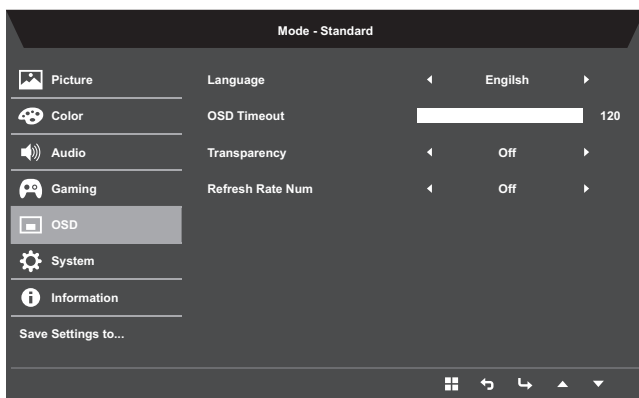 Mode - Standard
Picture
Language
Engilsh
Color
OSD Timeout
120
Audio
Transparency
Off
Gaming
Refresh Rate Num
Off
OSD
System
Information
Save Settings to...